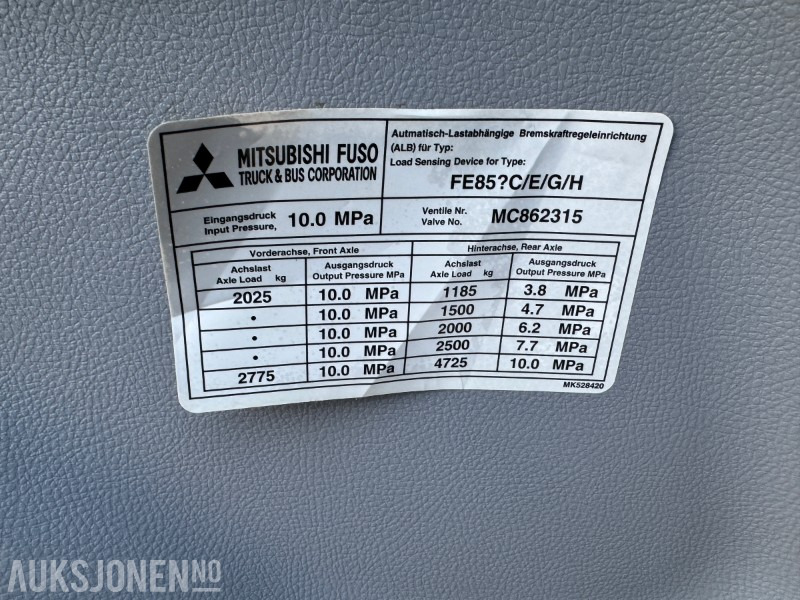 MITSUBISHI FUSO
TRUCK & BUS CORPORATION
Autmatisch-Lastabhängige Bremskraftregeleinrichtung
(ALB) für Typ:
Load Sensing Device for Type:
FE85?C/E/G/H
Eingangsdruck
Input Pressure, 10.0 MPa
Ventile Nr.
Valve No. MC862315
Vorderachse, Front Axle Hinterachse, Rear Axle
Achslast Ausgangsdruck Achslast Ausgangsdruck
Axle Load kg Output Pressure MPa Axle Load kg Output Pressure MPa
2025 10.0 MPa 1185 3.8 MPa
• 10.0 MPa 1500 4.7 MPa
• 10.0 MPa 2000 6.2 MPa
• 10.0 MPa 2500 7.7 MPa
2775 10.0 MPa 4725 10.0 MPa
MK528420
AUKSJONEN NO